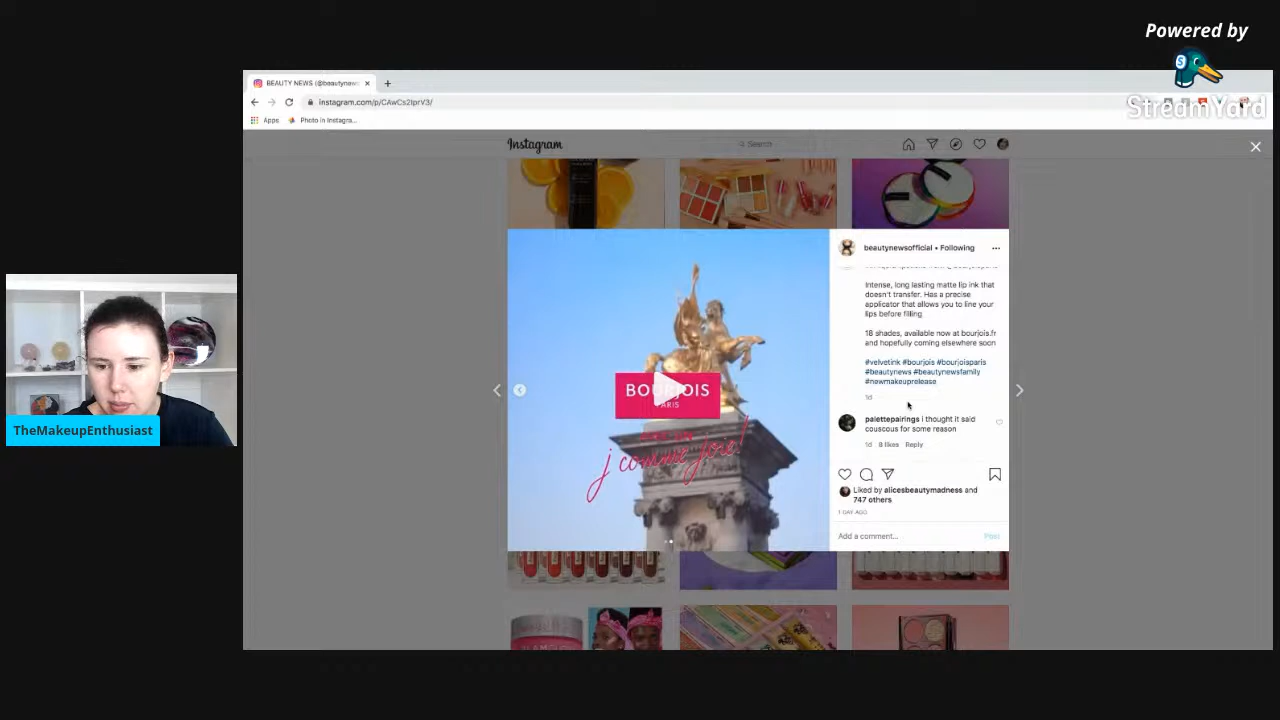 Powered by
StreamYard
BEAUTY NEWS (@beautynews
instagram.com/p/CAwCs2IprV3/
Apps
Photo in Instagra...
Instagram
Search
beautynewsofficial • Following
Intense, long lasting matte lip ink that
doesn't transfer. Has a precise
applicator that allows you to line your
lips before filling
18 shades, available now at bourjois.fr
and hopefully coming elsewhere soon
#velvetink #bourjois #bourjoisparis
#beautynews #beautynewsfamily
#newmakeuprelease
1d
palettepairings i thought it said
couscous for some reason
1d 8 likes Reply
Liked by alicesbeautymadness and
747 others
1 DAY AGO
Add a comment...
Post
BOURJOIS
PARIS
j comme joie!
TheMakeupEnthusiast